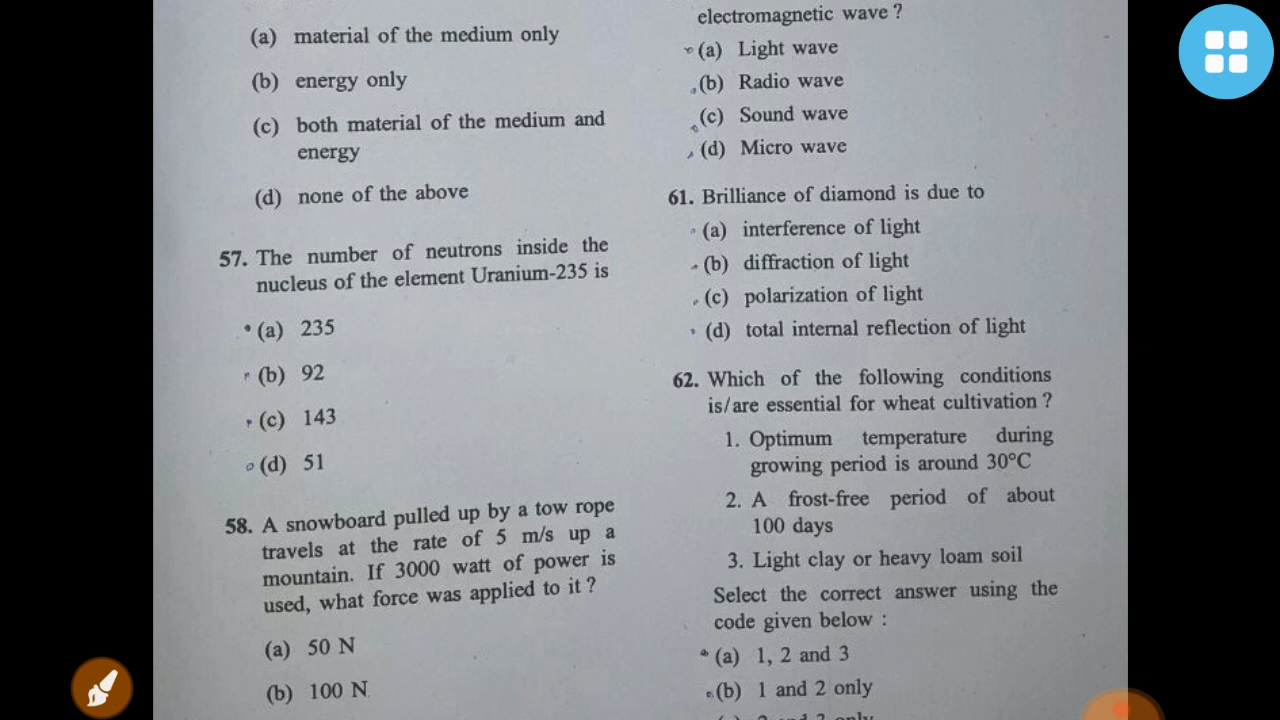 (a) material of the medium only
(b) energy only
(c) both material of the medium and
energy
(d) none of the above
57. The number of neutrons inside the
nucleus of the element Uranium-235 is
(a) 235
(b) 92
(c) 143
(d) 51
58. A snowboard pulled up by a tow rope
travels at the rate of 5 m/s up a
mountain. If 3000 watt of power is
used, what force was applied to it ?
(a) 50 N
(b) 100 N
electromagnetic wave ?
(a) Light wave
(b) Radio wave
(c) Sound wave
(d) Micro wave
61. Brilliance of diamond is due to
(a) interference of light
(b) diffraction of light
(c) polarization of light
(d) total internal reflection of light
62. Which of the following conditions
is/are essential for wheat cultivation ?
1. Optimum temperature during
growing period is around 30°C
2. A frost-free period of about
100 days
3. Light clay or heavy loam soil
Select the correct answer using the
code given below :
(a) 1, 2 and 3
(b) 1 and 2 only